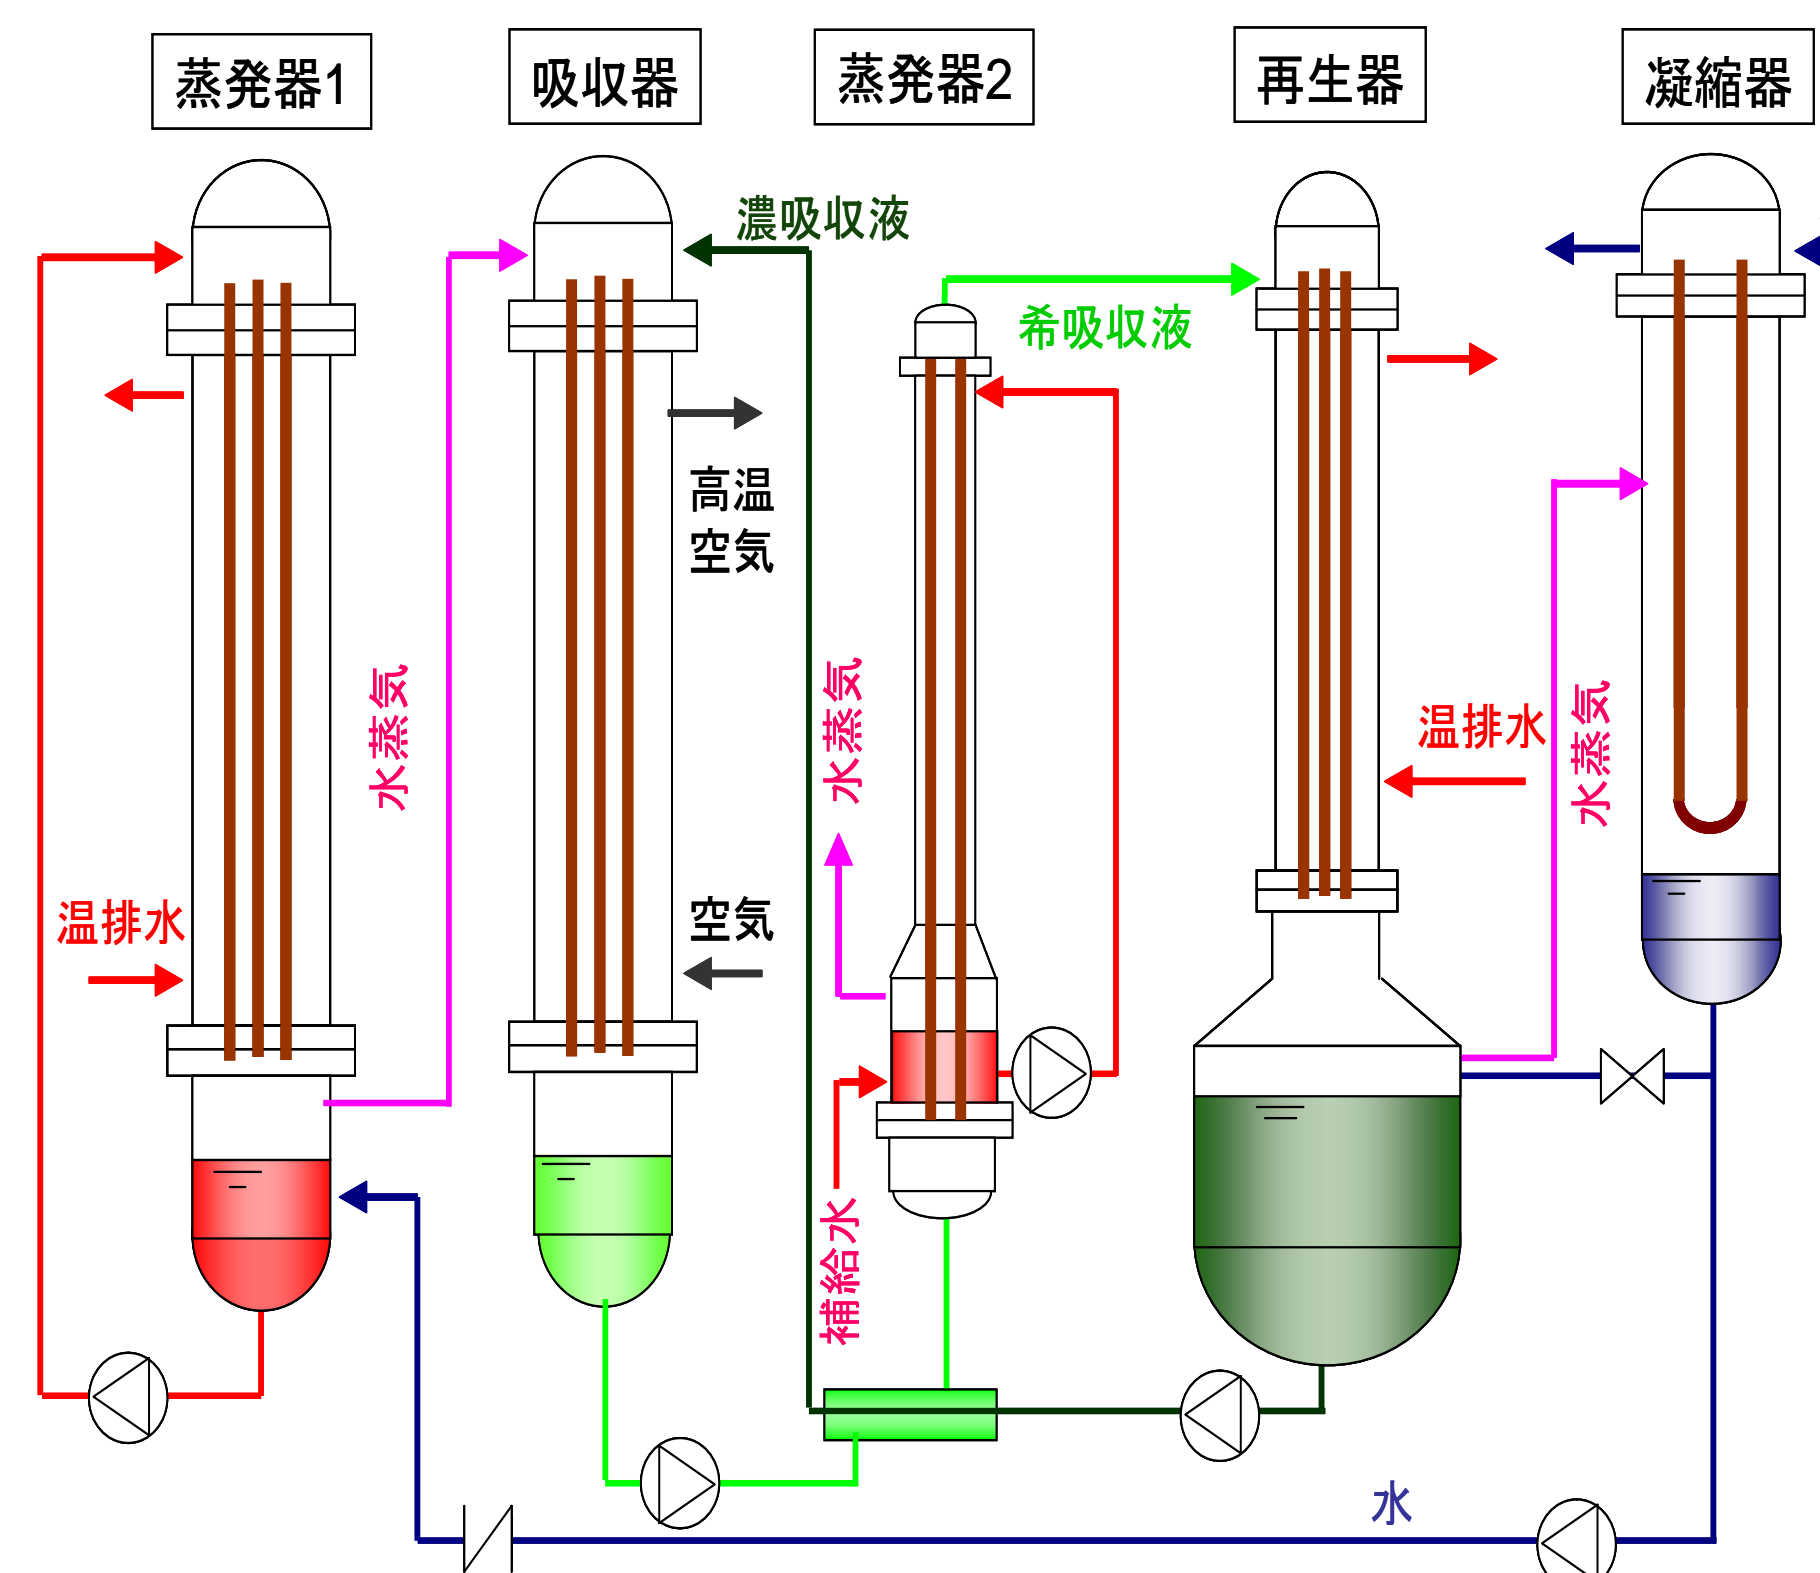 蒸発器1
吸収器
蒸発器2
再生器
凝縮器
濃吸収液
希吸収液
高温
空気
水蒸気
水蒸気
温排水
水蒸気
温排水
空気
補給水
水